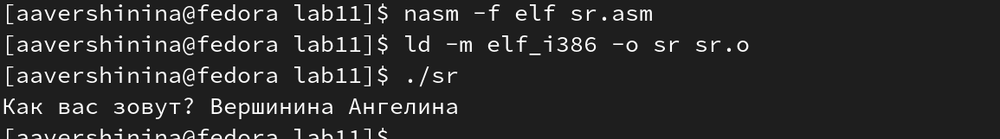 [aavershinina@fedora lab11]$ nasm -f elf sr.asm
[aavershinina@fedora lab11]$ ld -m elf_i386 -o sr sr.o
[aavershinina@fedora lab11]$ ./sr
Как вас зовут? Вершинина Ангелина
[aavershinina@fedora lab11]$